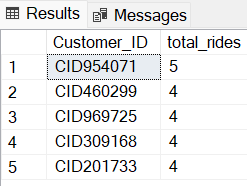 Results Messages
Customer_ID total_rides
1 CID954071 5
2 CID460299 4
3 CID969725 4
4 CID309168 4
5 CID201733 4